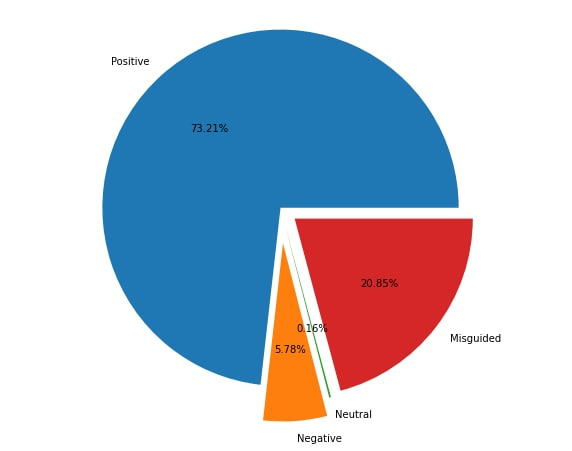 Positive
73.21%
20.85%
0.16%
Misguided
5.78%
Neutral
Negative